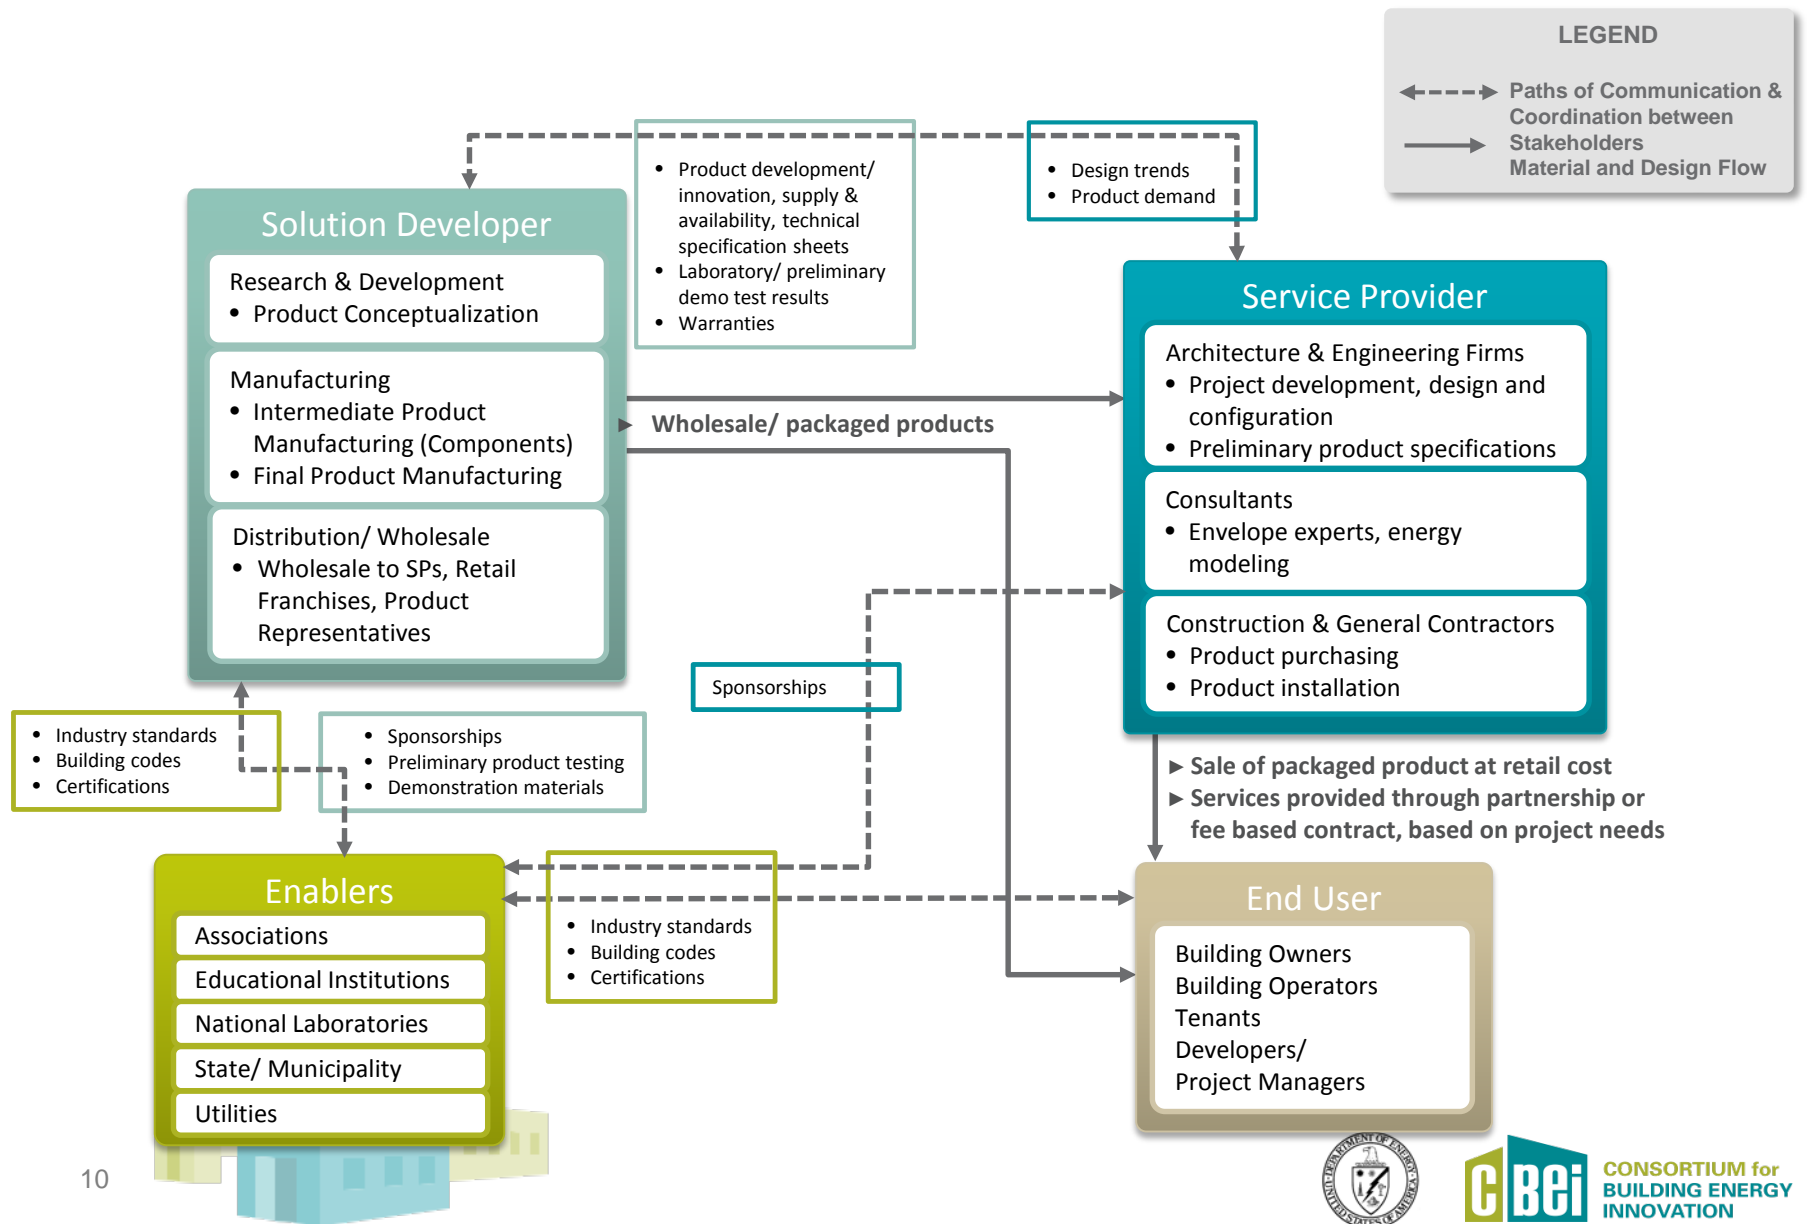 LEGEND
Paths of Communication &
Coordination between
Stakeholders
Material and Design Flow
• Product development/
innovation, supply &
availability, technical
specification sheets
• Laboratory/ preliminary
demo test results
• Warranties
• Design trends
• Product demand
Solution Developer
Research & Development
• Product Conceptualization
Manufacturing
• Intermediate Product
Manufacturing (Components)
• Final Product Manufacturing
Distribution/ Wholesale
• Wholesale to SPs, Retail
Franchises, Product
Representatives
► Wholesale/ packaged products
Service Provider
Architecture & Engineering Firms
• Project development, design and
configuration
• Preliminary product specifications
Consultants
• Envelope experts, energy
modeling
Construction & General Contractors
• Product purchasing
• Product installation
Sponsorships
• Industry standards
• Building codes
• Certifications
• Sponsorships
• Preliminary product testing
• Demonstration materials
► Sale of packaged product at retail cost
► Services provided through partnership or
fee based contract, based on project needs
Enablers
Associations
Educational Institutions
National Laboratories
State/ Municipality
Utilities
• Industry standards
• Building codes
• Certifications
End User
Building Owners
Building Operators
Tenants
Developers/
Project Managers
10
DEPARTMENT OF ENERGY
UNITED STATES OF AMERICA
CBEi
CONSORTIUM for
BUILDING ENERGY
INNOVATION